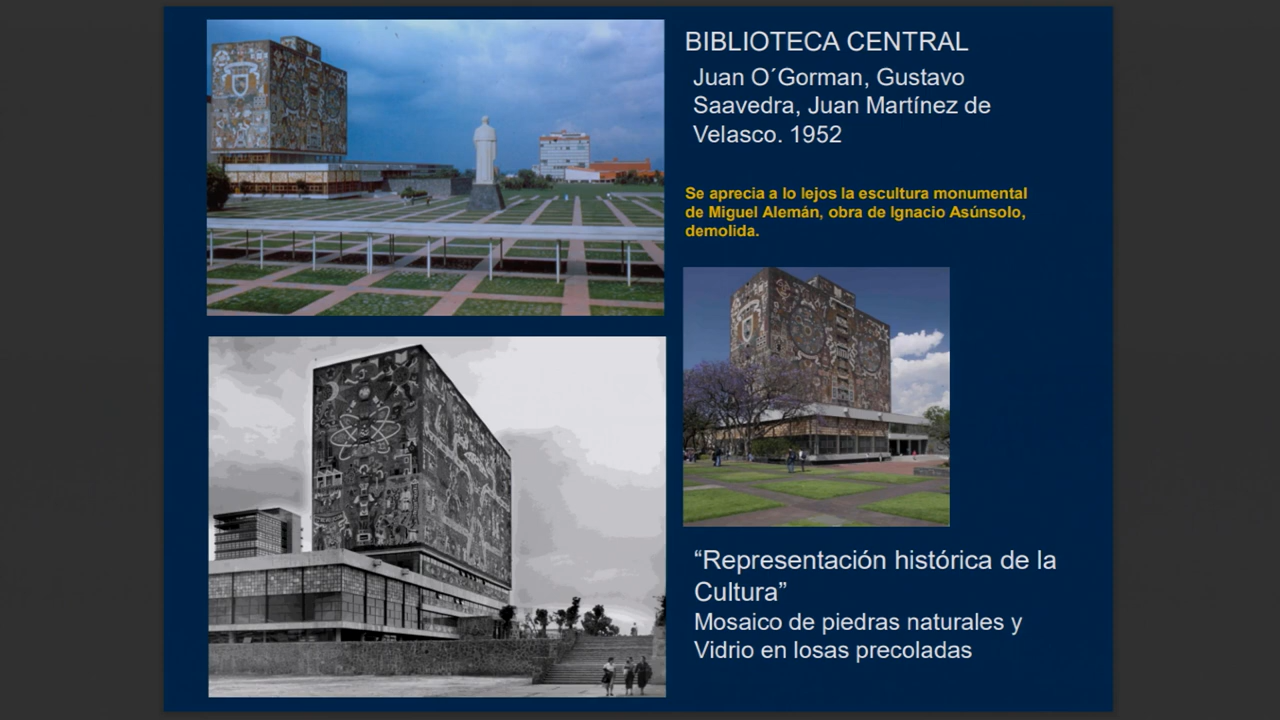 BIBLIOTECA CENTRAL
Juan O´Gorman, Gustavo
Saavedra, Juan Martínez de
Velasco. 1952
Se aprecia a lo lejos la escultura monumental
de Miguel Alemán, obra de Ignacio Asúnsolo,
demolida.
“Representación histórica de la
Cultura”
Mosaico de piedras naturales y
Vidrio en losas precoladas